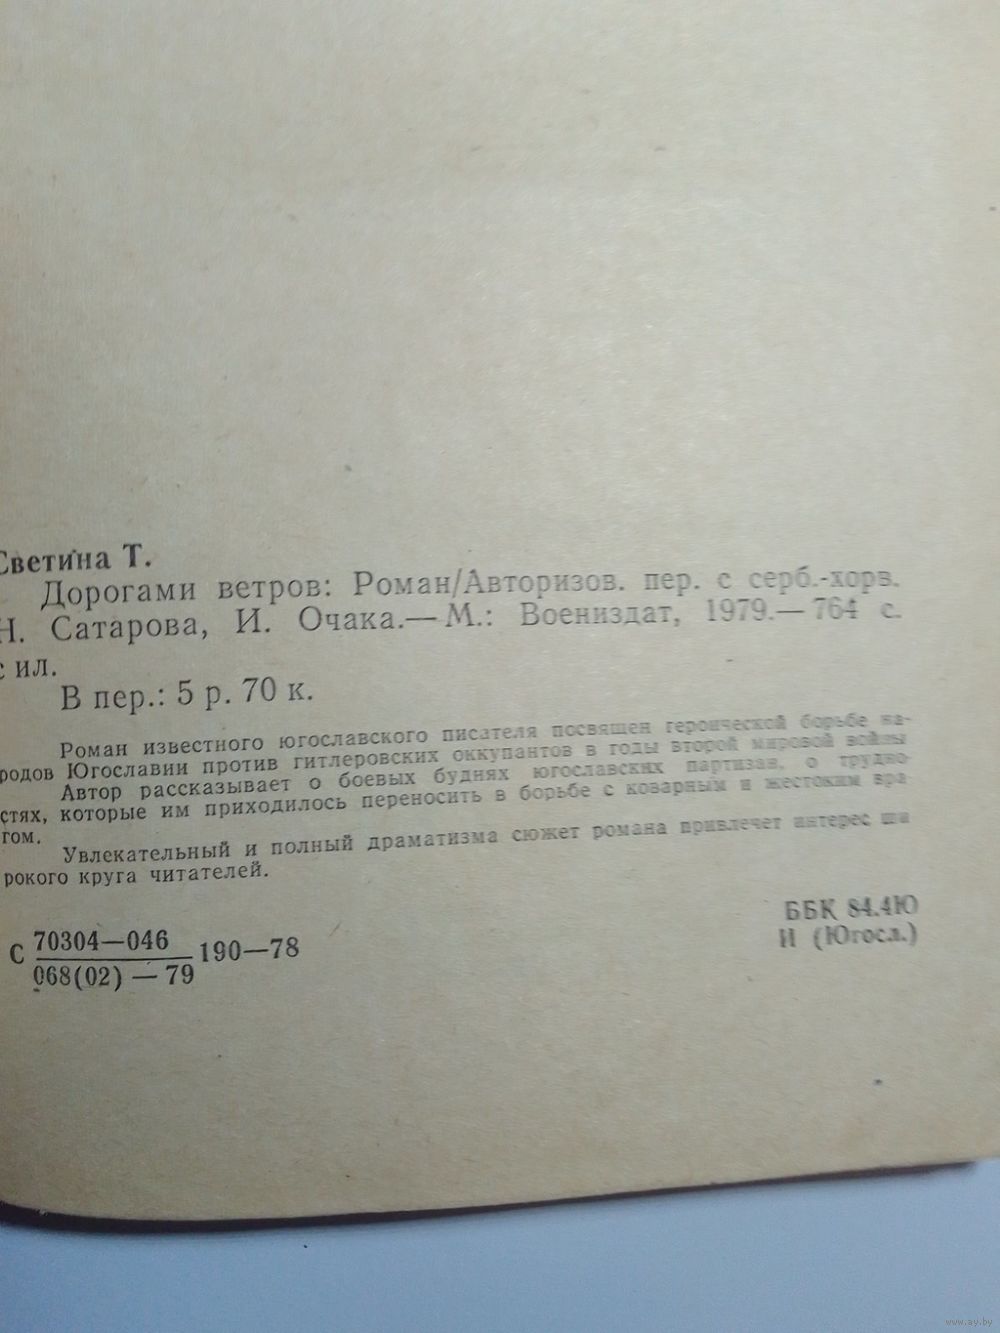 Светина Т.
Дорогами ветров: Роман/Авторизов. пер. с серб.-хорв.
Н. Сатарова, И. Очака.— М.: Воениздат, 1979.— 764 с.
с ил.
В пер.: 5 р. 70 к.
Роман известного югославского писателя посвящен героической борьбе на-
родов Югославии против гитлеровских оккупантов в годы второй мировой войны
Автор рассказывает о боевых буднях югославских партизан, о трудно-
стях, которые им приходилось переносить в борьбе с коварным и жестоким вра-
гом.
Увлекательный и полный драматизма сюжет романа привлечет интерес ши
рокого круга читателей.
С 70304—046 190—78
068(02) — 79
ББК 84.4Ю
И (Югосл.)
www.ay.by